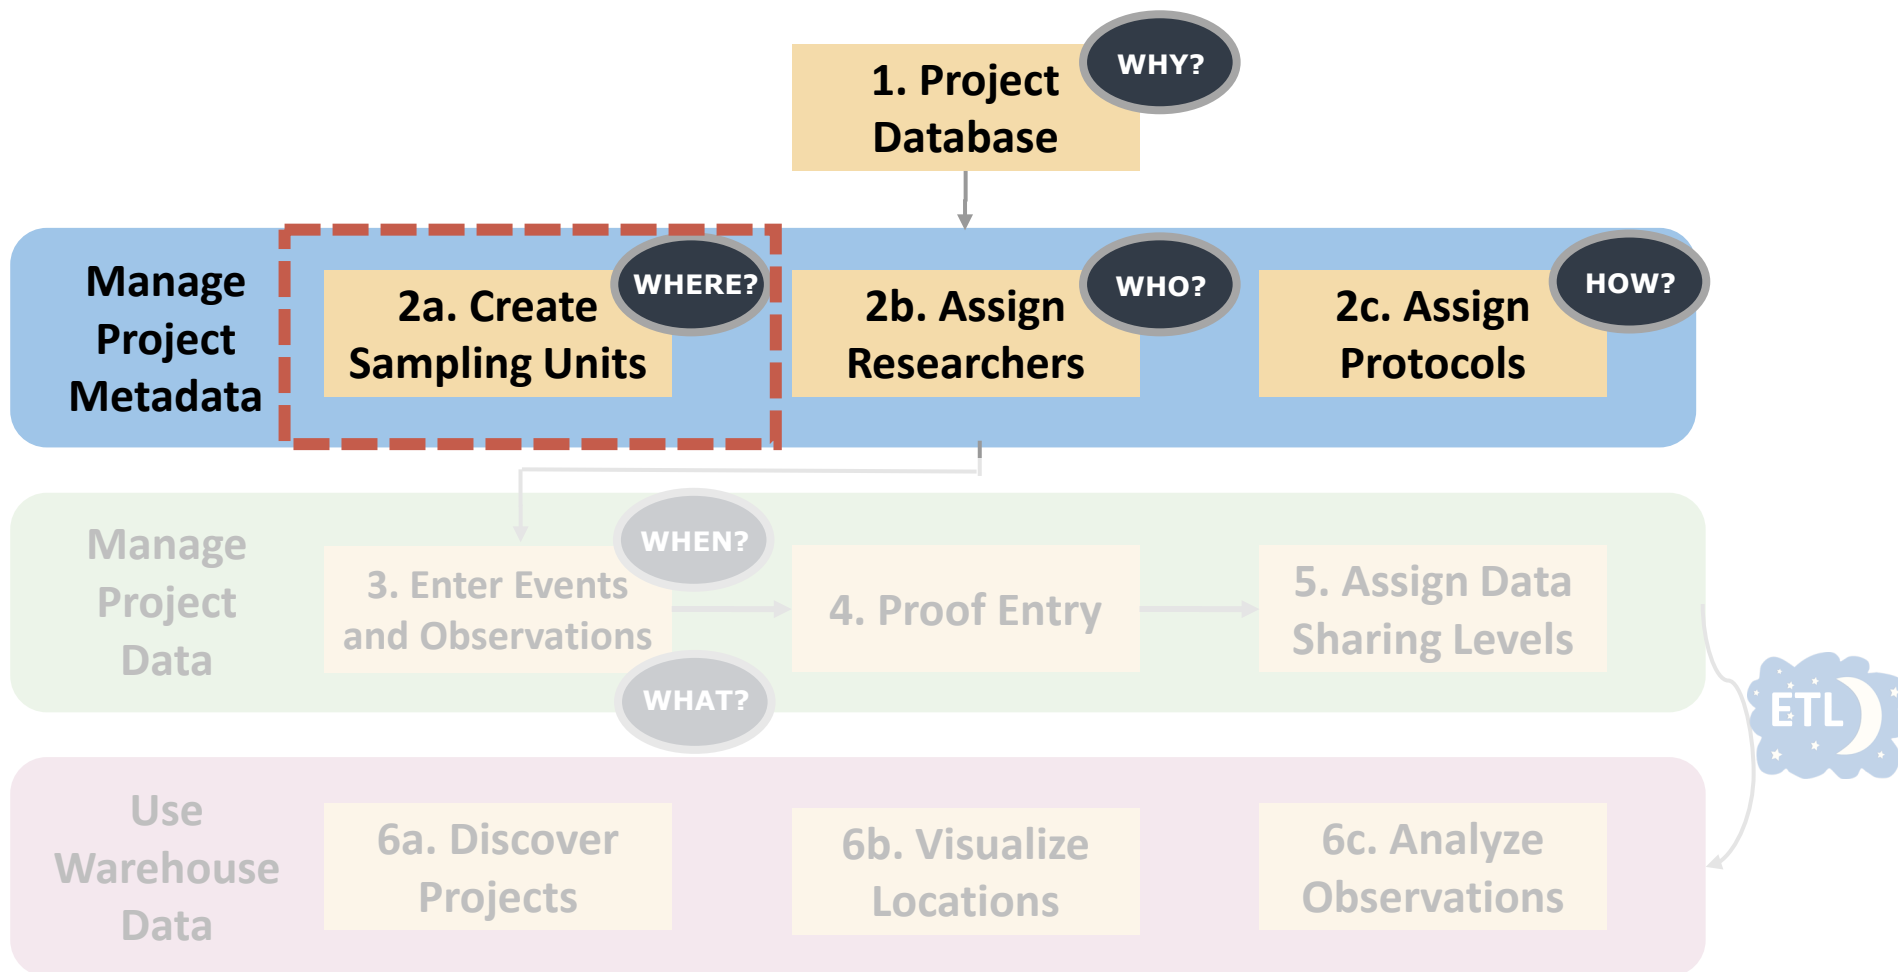 WHY?
1. Project
Database
Manage
Project
Metadata
WHERE?
2a. Create
Sampling Units
WHO?
2b. Assign
Researchers
HOW?
2c. Assign
Protocols
Manage
Project
Data
WHEN?
3. Enter Events
and Observations
WHAT?
4. Proof Entry
5. Assign Data
Sharing Levels
ETL
Use
Warehouse
Data
6a. Discover
Projects
6b. Visualize
Locations
6c. Analyze
Observations